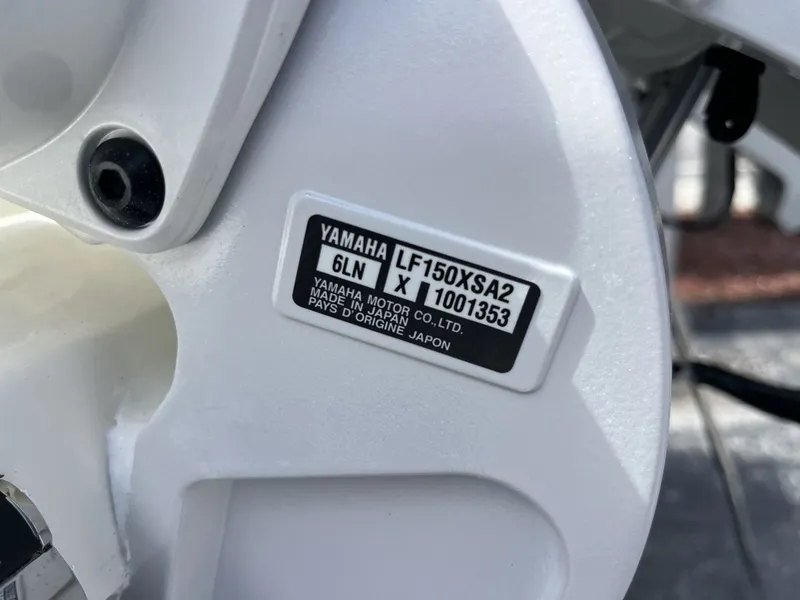 YAMAHA LF150XSA2
6LN X 1001353
YAMAHA MOTOR CO.,LTD.
MADE IN JAPAN
PAYS D'ORIGINE JAPON